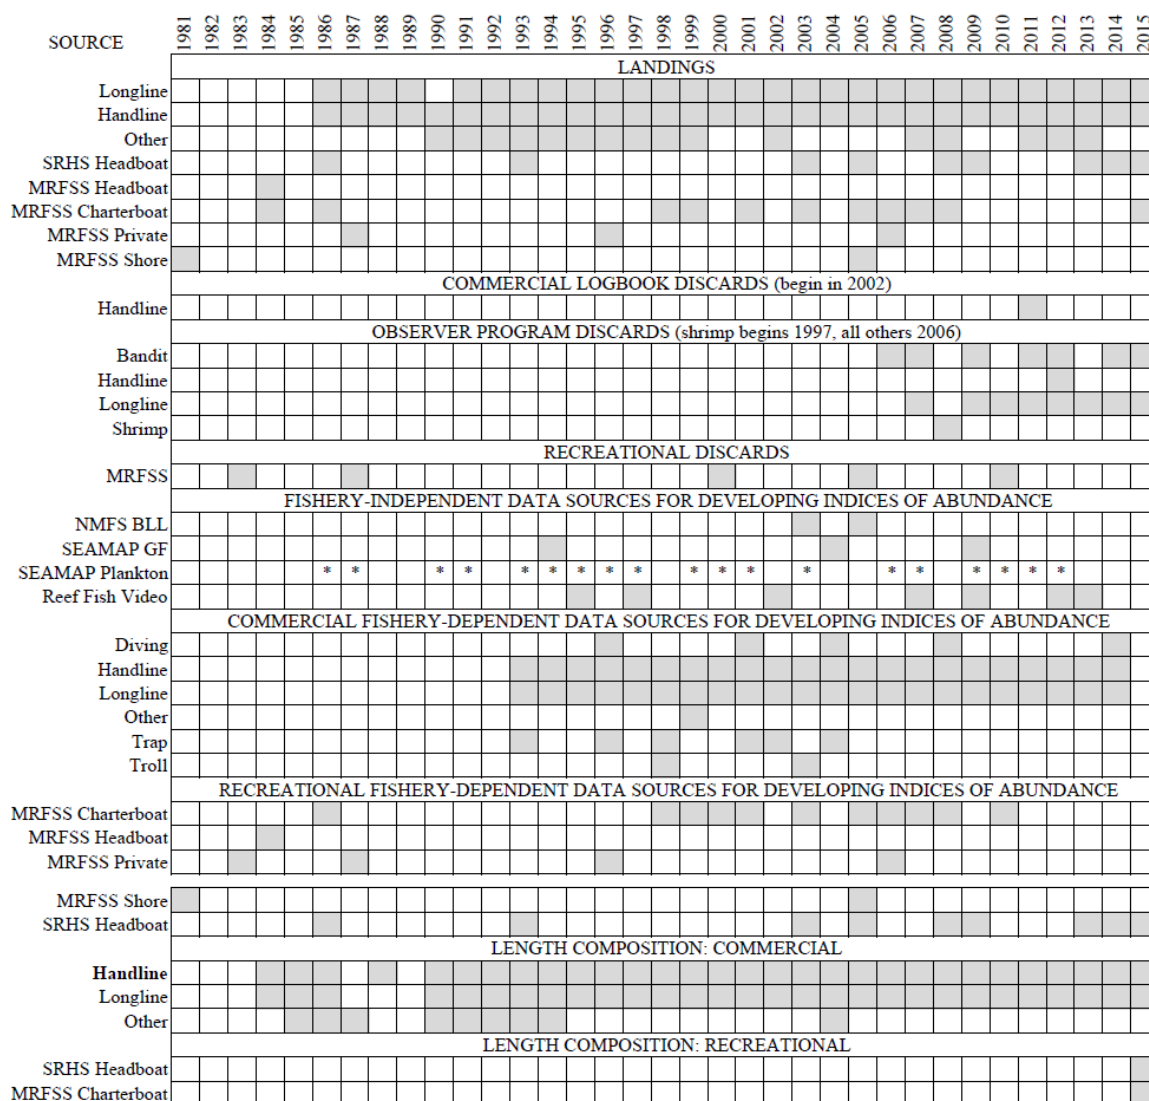 SOURCE 1981 1982 1983 1984 1985 1986 1987 1988 1989 1990 1991 1992 1993 1994 1995 1996 1997 1998 1999 2000 2001 2002 2003 2004 2005 2006 2007 2008 2009 2010 2011 2012 2013 2014 2015
LANDINGS
Longline
Handline
Other
SRHS Headboat
MRFSS Headboat
MRFSS Charterboat
MRFSS Private
MRFSS Shore
COMMERCIAL LOGBOOK DISCARDS (begin in 2002)
Handline
OBSERVER PROGRAM DISCARDS (shrimp begins 1997, all others 2006)
Bandit
Handline
Longline
Shrimp
RECREATIONAL DISCARDS
MRFSS
FISHERY-INDEPENDENT DATA SOURCES FOR DEVELOPING INDICES OF ABUNDANCE
NMFS BLL
SEAMAP GF
SEAMAP Plankton * * * * * * * * * * * * * * * * * * *
Reef Fish Video
COMMERCIAL FISHERY-DEPENDENT DATA SOURCES FOR DEVELOPING INDICES OF ABUNDANCE
Diving
Handline
Longline
Other
Trap
Troll
RECREATIONAL FISHERY-DEPENDENT DATA SOURCES FOR DEVELOPING INDICES OF ABUNDANCE
MRFSS Charterboat
MRFSS Headboat
MRFSS Private
MRFSS Shore
SRHS Headboat
LENGTH COMPOSITION: COMMERCIAL
Handline
Longline
Other
LENGTH COMPOSITION: RECREATIONAL
SRHS Headboat
MRFSS Charterboat